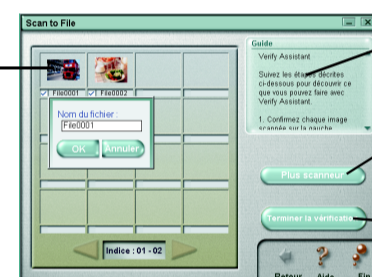 Scan to File
Guide
Verify Assistant
Suivez les étapes décrites
ci-dessous pour découvrir ce
que vous pouvez faire avec
Verify Assistant.
1. Confirmez chaque image
scannée sur la gauche
File0001 File0002
Nom du fichier :
File0001
OK Annuler
Plus scanneur
Terminer la vérification
Indice : 01 - 02
Retour Aide Fin